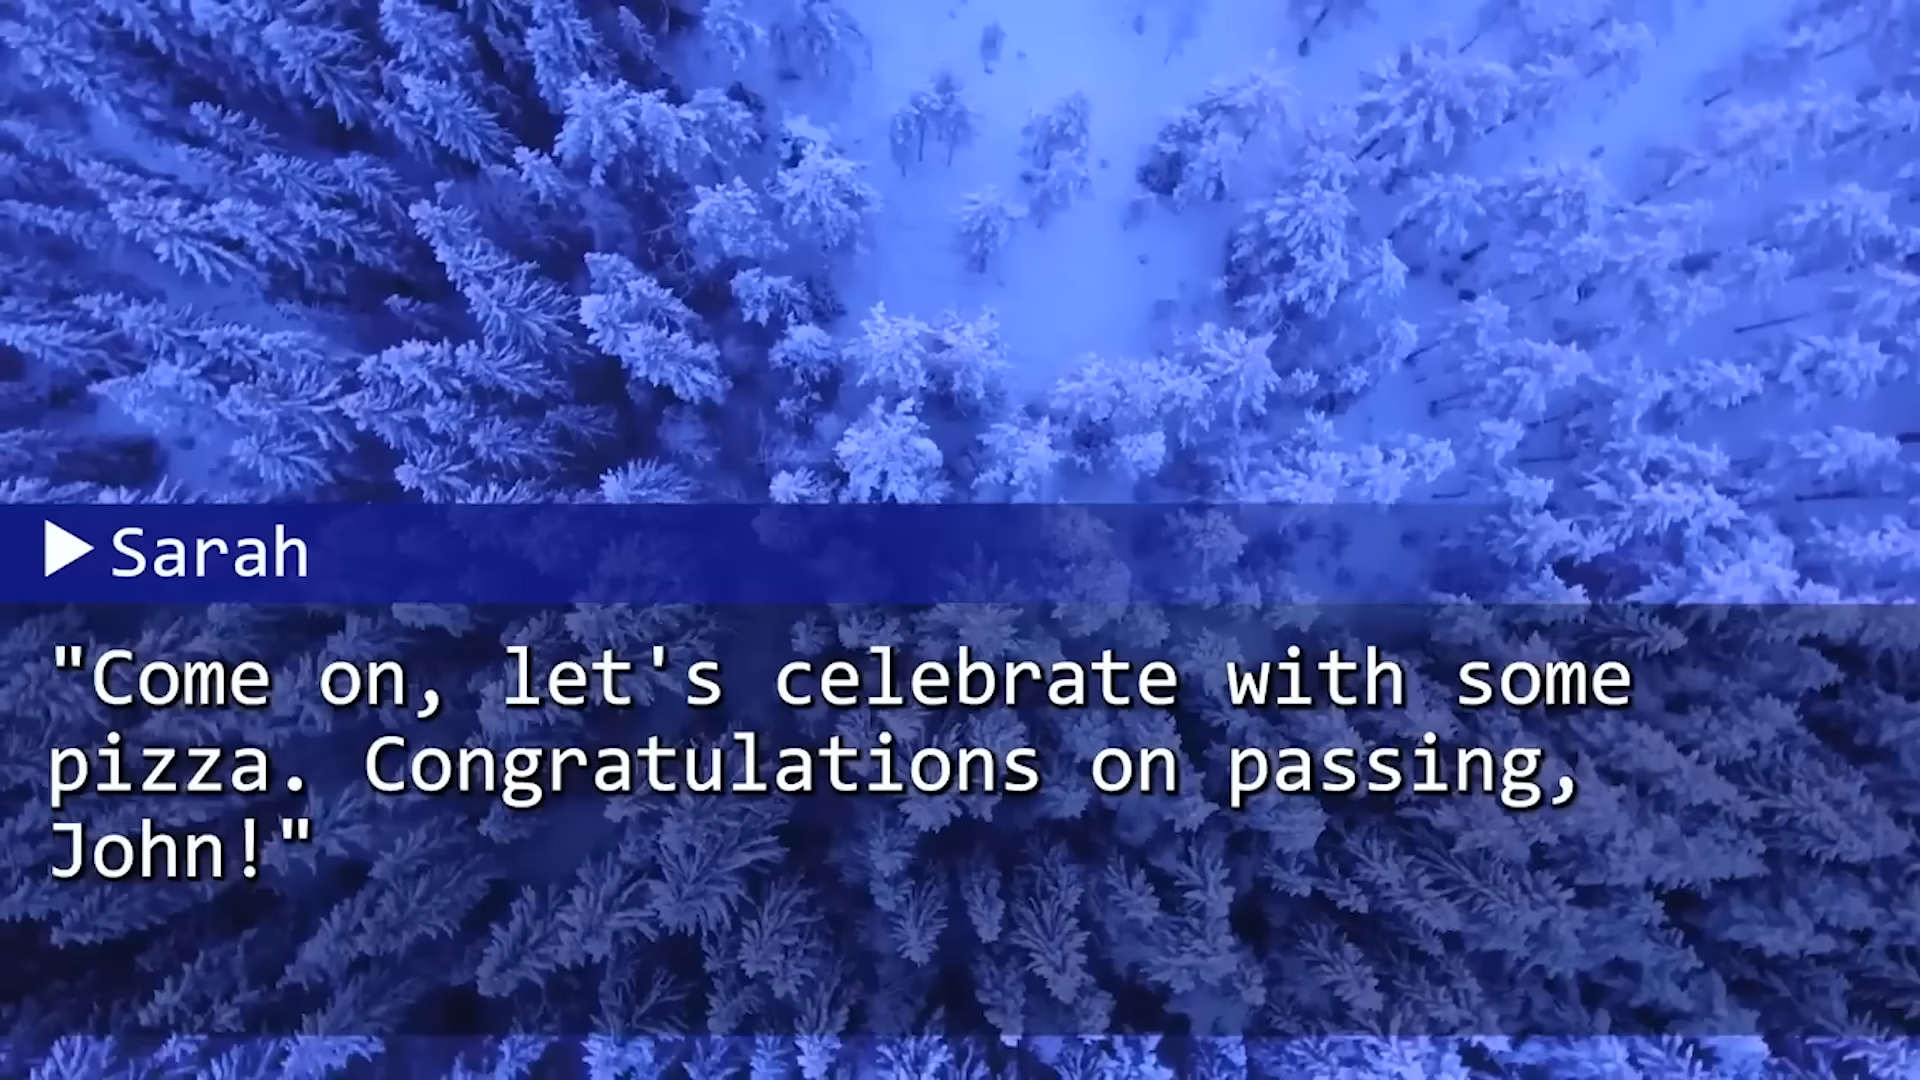 Sarah
"Come on, let's celebrate with some
pizza. Congratulations on passing,
John!"